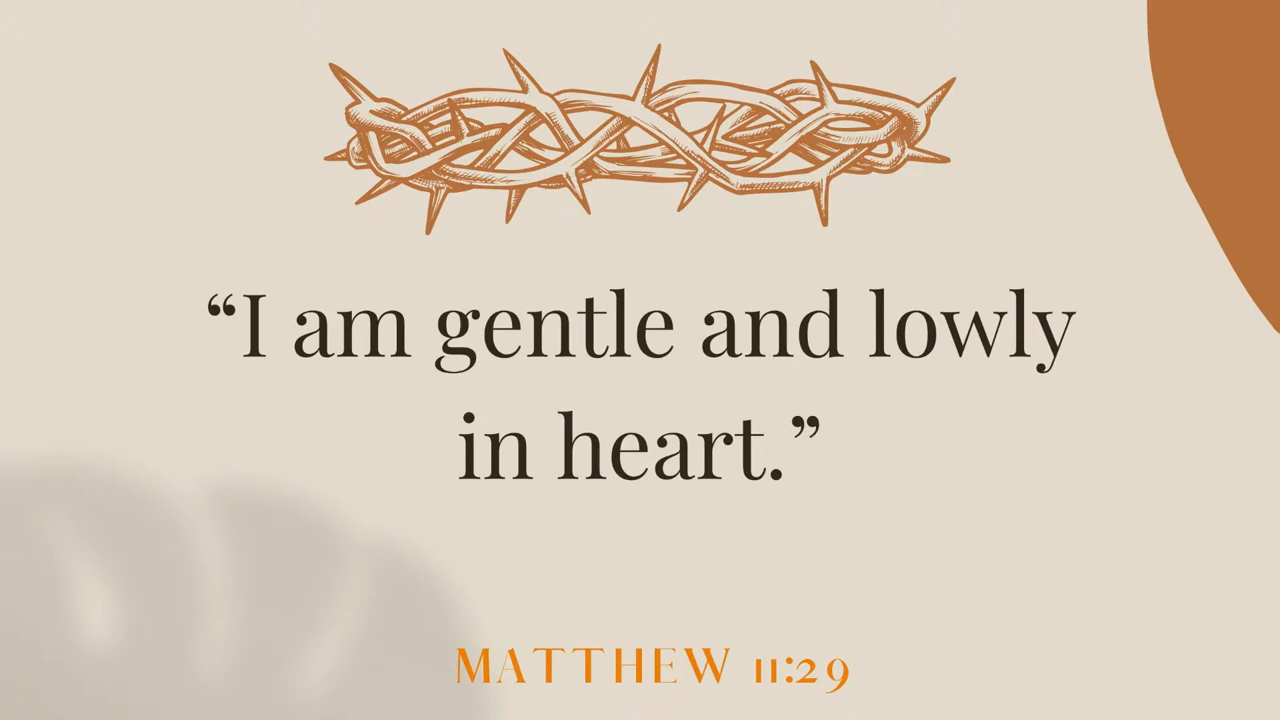 “I am gentle and lowly
in heart.”
MATTHEW 11:29